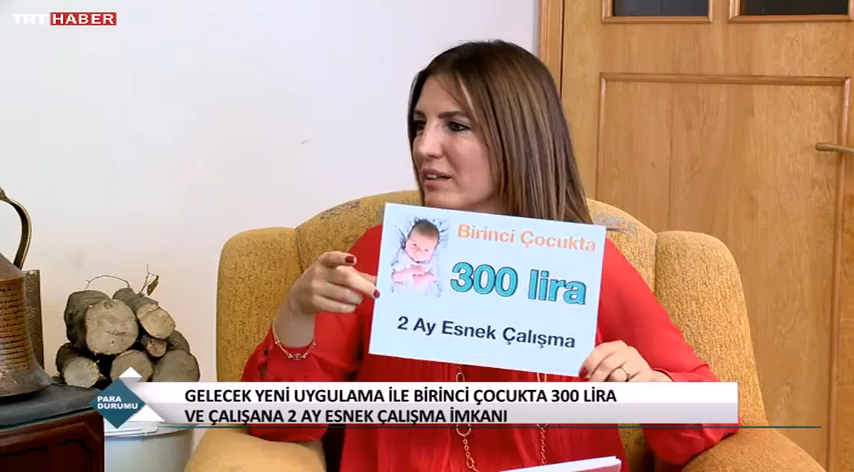 TRT HABER
Birinci Çocukta
300 lira
2 Ay Esnek Çalışma
PARA
DURUMU
GELECEK YENİ UYGULAMA İLE BİRİNCİ ÇOCUKTA 300 LİRA
VE ÇALIŞANA 2 AY ESNEK ÇALIŞMA İMKANI